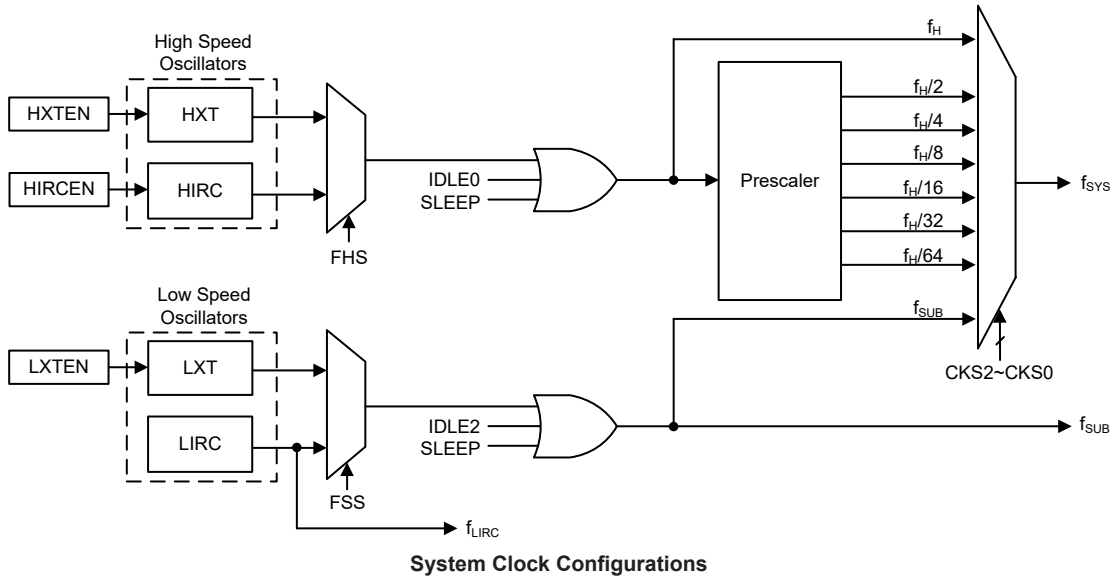 High Speed
Oscillators
HXTEN
HXT
HIRCEN
HIRC
FHS
IDLE0
SLEEP
Prescaler
fH
fH/2
fH/4
fH/8
fH/16
fH/32
fH/64
fSUB
fSYS
CKS2~CKS0
Low Speed
Oscillators
LXTEN
LXT
LIRC
FSS
IDLE2
SLEEP
fSUB
fLIRC
System Clock Configurations